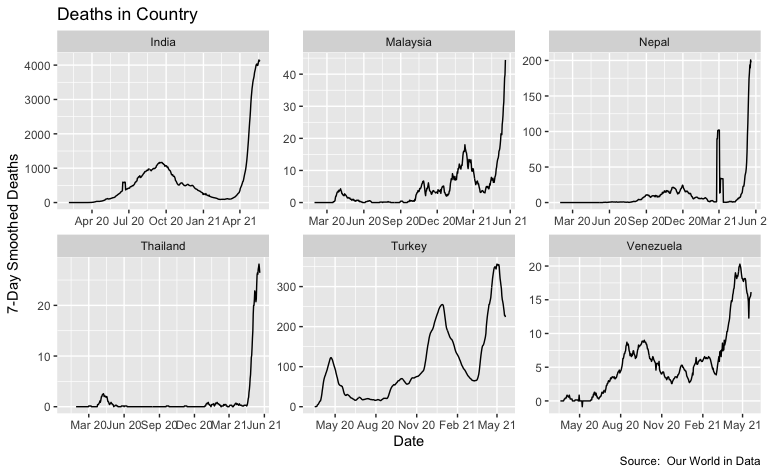 Deaths in Country
India
Malaysia
Nepal
4000
3000
2000
1000
0
40
30
20
10
0
200
150
100
50
0
Apr 20 Jul 20 Oct 20 Jan 21 Apr 21
Mar 20 Jun 20 Sep 20 Dec 20 Mar 21 Jun 21
Mar 20 Jun 20 Sep 20 Dec 20 Mar 21 Jun 2
7-Day Smoothed Deaths
Thailand
Turkey
Venezuela
20
10
0
300
200
100
0
20
15
10
5
0
Mar 20 Jun 20 Sep 20 Dec 20 Mar 21 Jun 21
May 20 Aug 20 Nov 20 Feb 21 May 21
May 20 Aug 20 Nov 20 Feb 21 May 21
Date
Source: Our World in Data